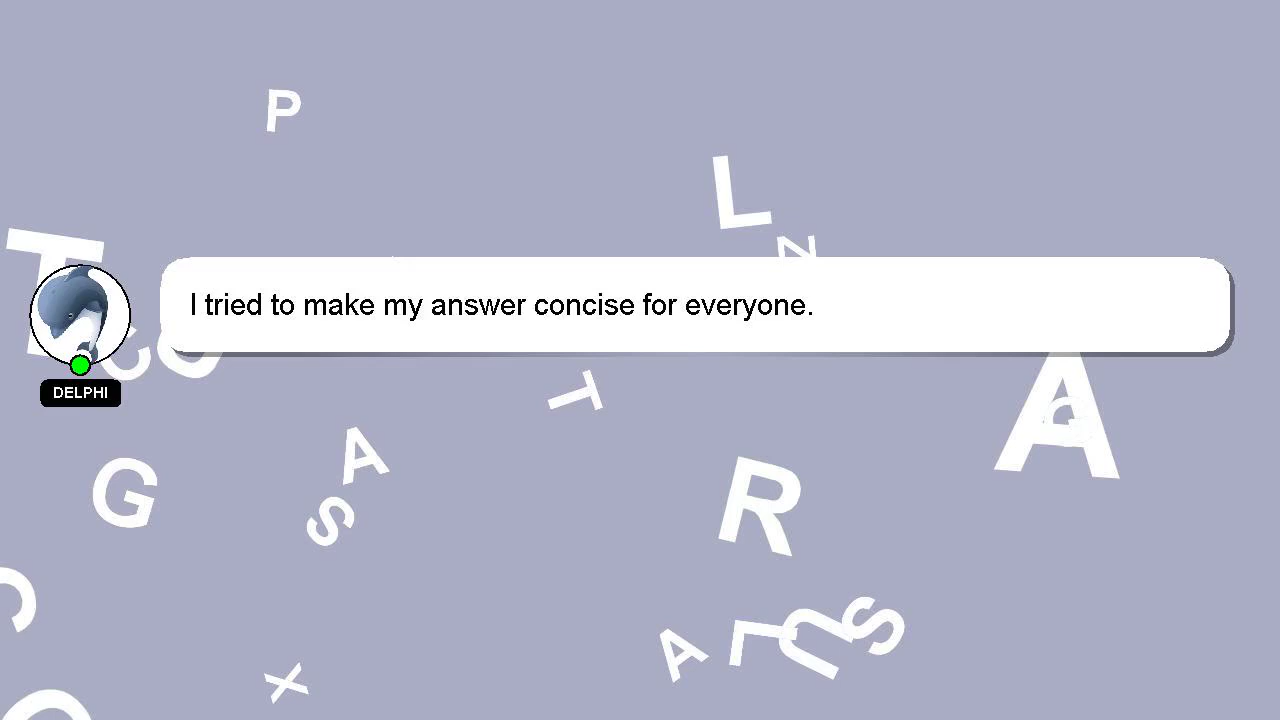 P
L
Z
T
I tried to make my answer concise for everyone.
DELPHI
T
A
G
A
G
S
R
C
A
L
U
S
X